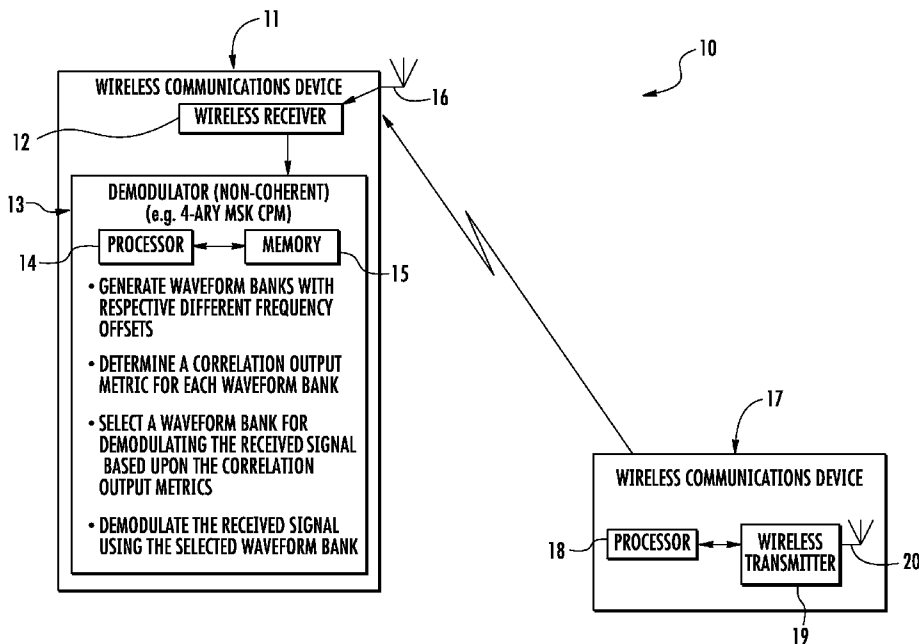 11
10
WIRELESS COMMUNICATIONS DEVICE
16
WIRELESS RECEIVER
12
13
DEMODULATOR (NON-COHERENT)
(e.g. 4-ARY MSK CPM)
PROCESSOR
MEMORY
14
15
• GENERATE WAVEFORM BANKS WITH
RESPECTIVE DIFFERENT FREQUENCY
OFFSETS
• DETERMINE A CORRELATION OUTPUT
METRIC FOR EACH WAVEFORM BANK
• SELECT A WAVEFORM BANK FOR
DEMODULATING THE RECEIVED SIGNAL
BASED UPON THE CORRELATION
OUTPUT METRICS
• DEMODULATE THE RECEIVED SIGNAL
USING THE SELECTED WAVEFORM BANK
17
WIRELESS COMMUNICATIONS DEVICE
18
PROCESSOR
WIRELESS
TRANSMITTER
20
19